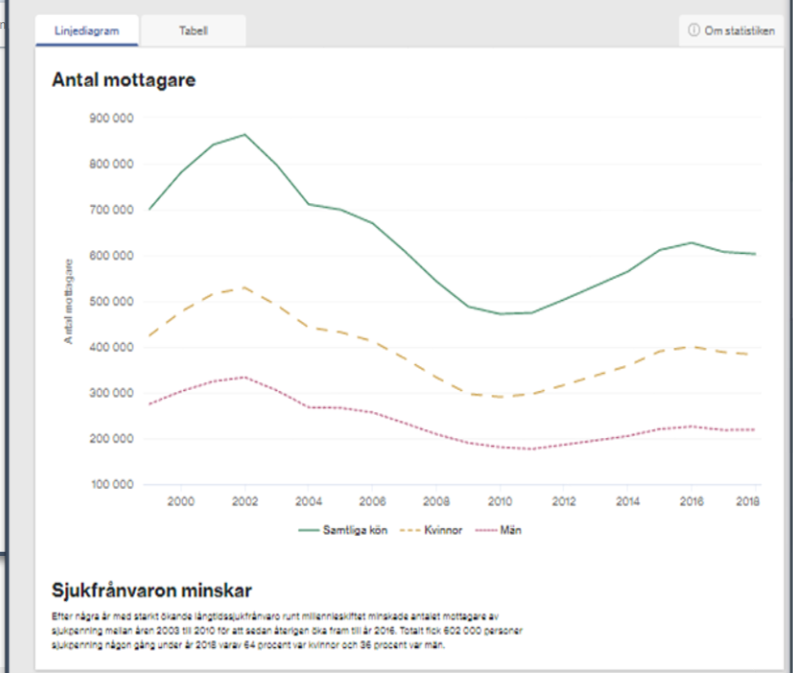 Linjediagram
Tabell
Om statistiken
Antal mottagare
900 000
800 000
700 000
600 000
500 000
400 000
300 000
200 000
100 000
Antal mottagare
2000
2002
2004
2006
2008
2010
2012
2014
2016
2018
Samtliga kön
Kvinnor
Män
Sjukfrånvaron minskar
Efter några år med starkt ökande långtidssjukfrånvaro runt millennieskiftet minskade antalet mottagare av
sjukpenning mellan åren 2003 till 2010 för att sedan återigen öka fram till år 2016. Totalt fick 602 000 personer
sjukpenning någon gång under år 2018 varav 64 procent var kvinnor och 36 procent var män.